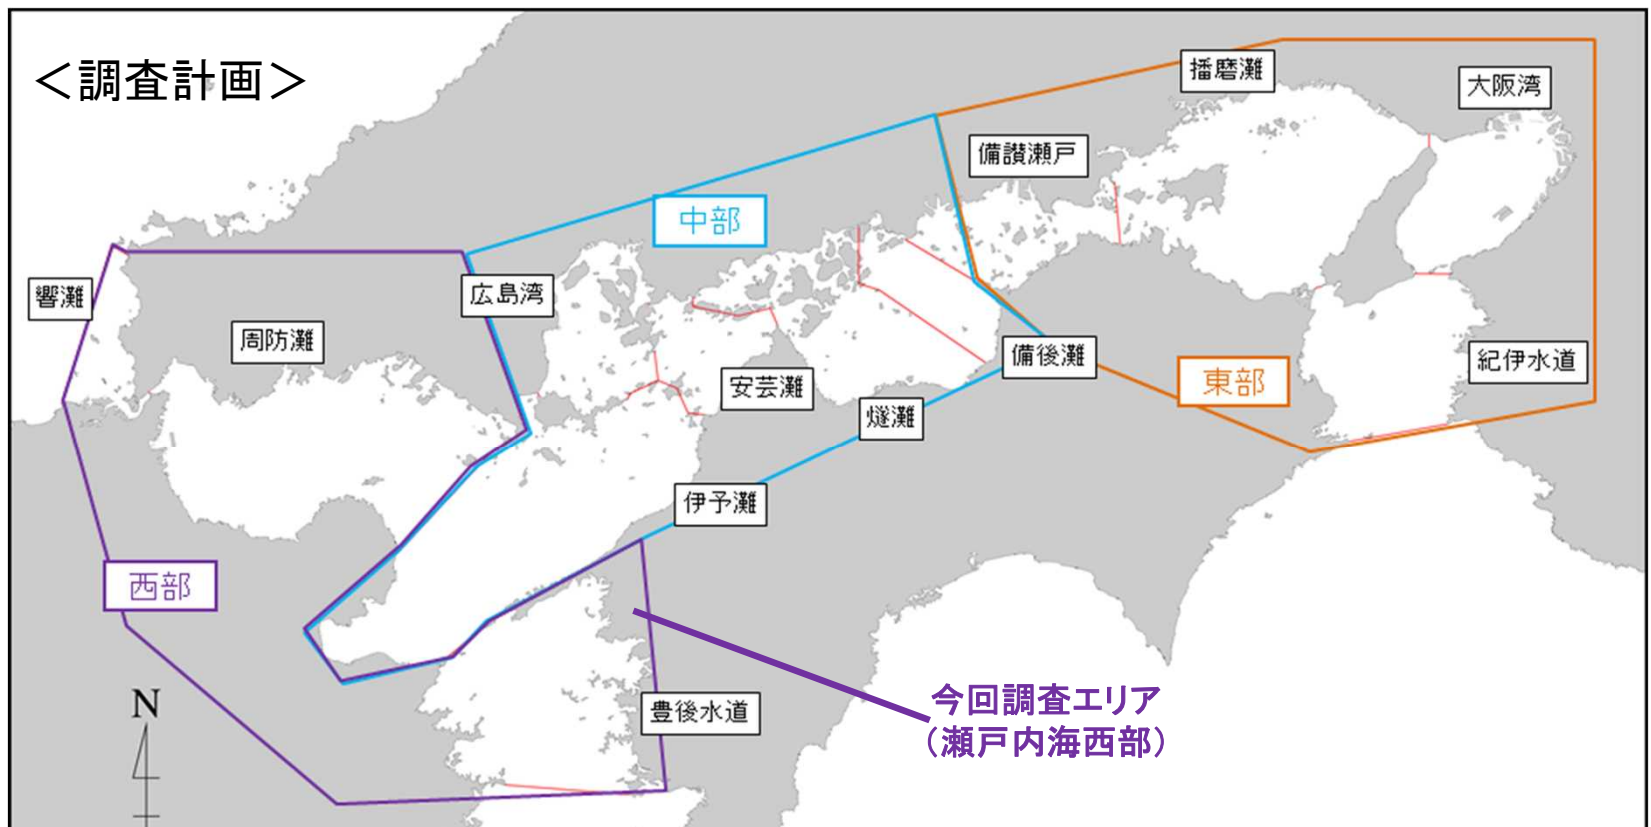 ＜調査計画＞
播磨灘
大阪湾
備讃瀬戸
中部
響灘
広島湾
周防灘
備後灘
紀伊水道
安芸灘
東部
燧灘
伊予灘
西部
豊後水道
今回調査エリア
（瀬戸内海西部）
N